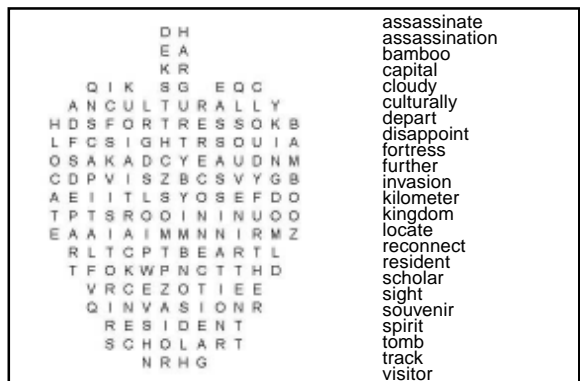 D H
E A
K R
Q I K S G E Q C
A N C U L T U R A L L Y
H D S F O R T R E S S O K B
L F C S I G H T R S O U I A
O S A K A D C Y E A U D N M
C D P V I S Z B C S V Y G B
A E I I T L S Y O S E F D O
T P T S R O O I N I N U O O
E A A I A I M M N N I R M Z
R L T C P T B E A R T L
T F O K W P N C T T H D
V R C E Z O T I E E
Q I N V A S I O N R
R E S I D E N T
S C H O L A R T
N R H G
assassinate
assassination
bamboo
capital
cloudy
culturally
depart
disappoint
fortress
further
invasion
kilometer
kingdom
locate
reconnect
resident
scholar
sight
souvenir
spirit
tomb
track
visitor